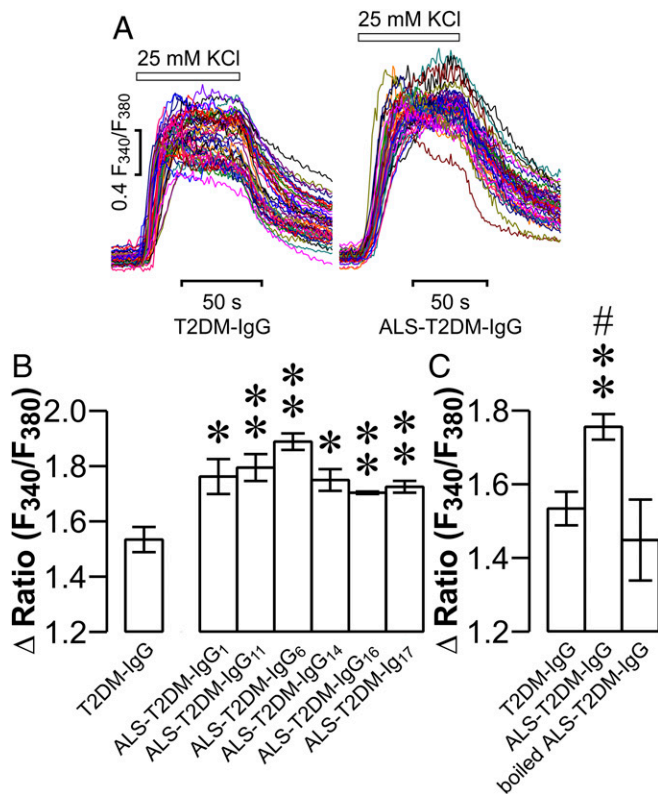 A
25 mM KCl
25 mM KCl
0.4 F340/F380
50 s
50 s
T2DM-IgG
ALS-T2DM-IgG
B
Δ Ratio (F340/F380)
2.0
1.8
1.6
1.4
1.2
*
**
**
*
**
**
T2DM-IgG
ALS-T2DM-IgG1
ALS-T2DM-IgG11
ALS-T2DM-IgG6
ALS-T2DM-IgG14
ALS-T2DM-IgG16
ALS-T2DM-Ig17
C
Δ Ratio (F340/F380)
1.8
1.6
1.4
1.2
#
**
T2DM-IgG
ALS-T2DM-IgG
boiled ALS-T2DM-IgG